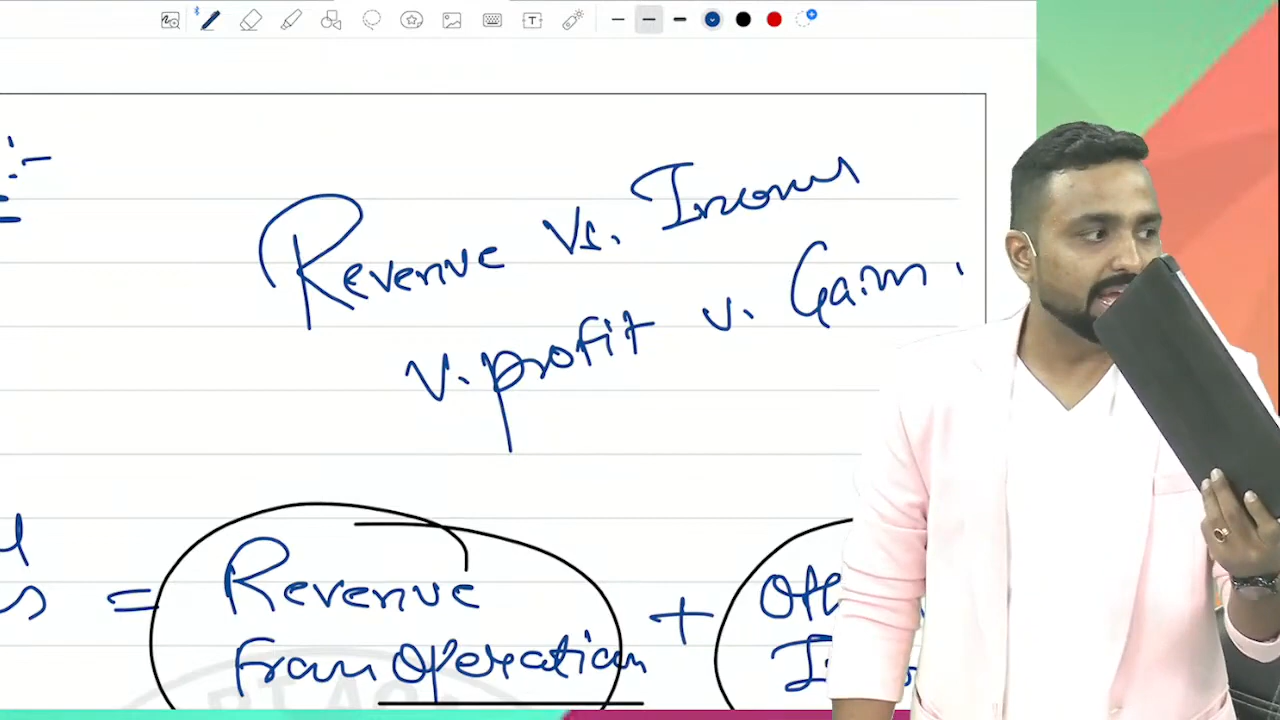 Revenue Vs. Income
v. profit v. Gain.
= Revenue +
from Operation